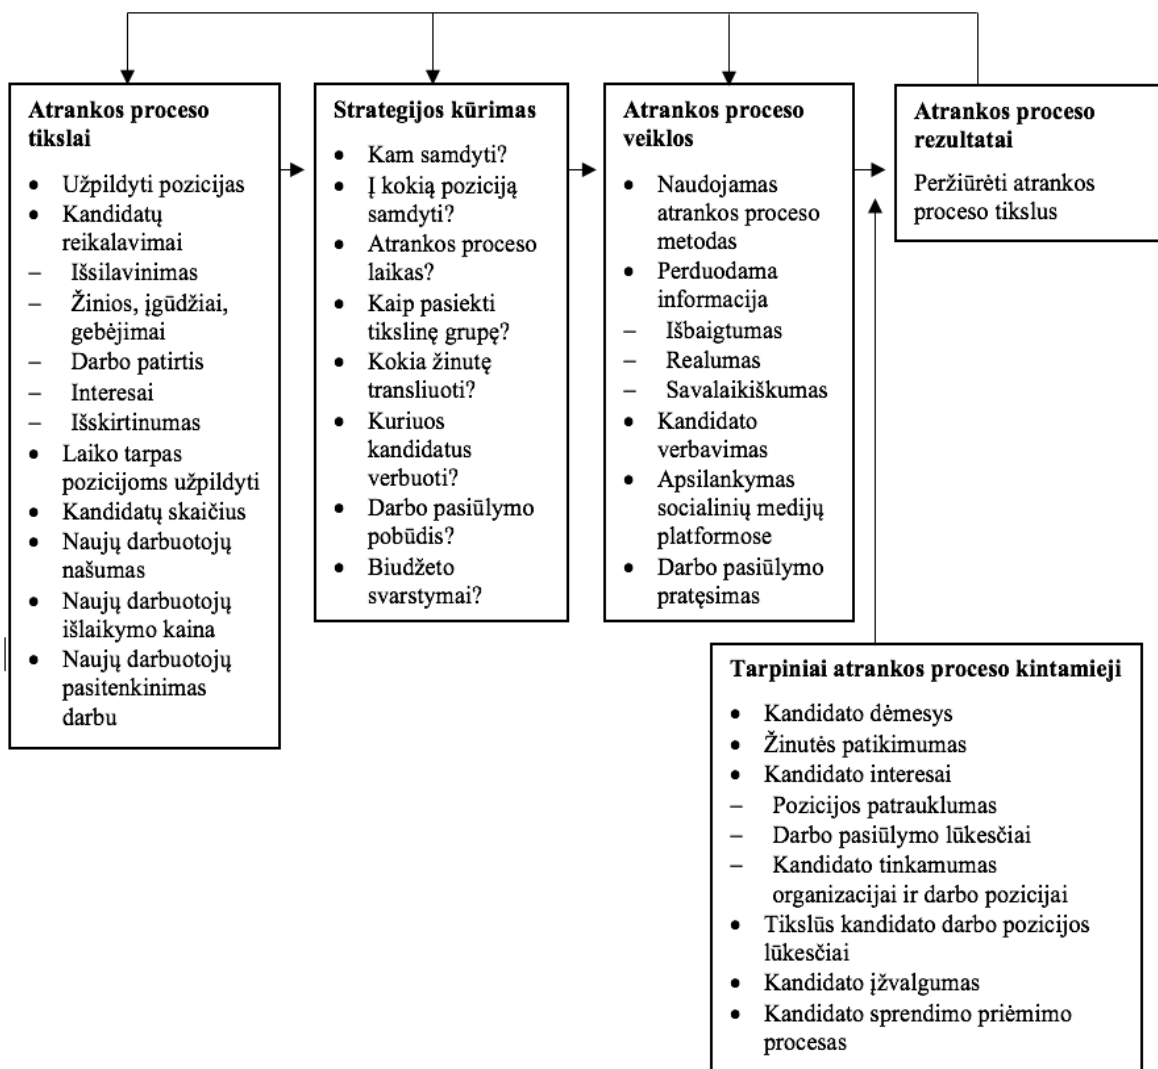 Atrankos proceso
tikslai
• Užpildyti pozicijas
• Kandidatų
reikalavimai
– Išsilavinimas
– Žinios, įgūdžiai,
gebėjimai
– Darbo patirtis
– Interesai
– Išskirtinumas
• Laiko tarpas
pozicijoms užpildyti
• Kandidatų skaičius
• Naujų darbuotojų
našumas
• Naujų darbuotojų
išlaikymo kaina
• Naujų darbuotojų
pasitenkinimas
darbu
Strategijos kūrimas
• Kam samdyti?
• Į kokią poziciją
samdyti?
• Atrankos proceso
laikas?
• Kaip pasiekti
tikslinę grupę?
• Kokia žinutę
transliuoti?
• Kuriuos
kandidatus
verbuoti?
• Darbo pasiūlymo
pobūdis?
• Biudžeto
svarstymai?
Atrankos proceso
veiklos
• Naudojamas
atrankos proceso
metodas
• Perduodama
informacija
– Išbaigtumas
– Realumas
– Savalaikiškumas
• Kandidato
verbavimas
• Apsilankymas
socialinių medijų
platformose
• Darbo pasiūlymo
pratęsimas
Atrankos proceso
rezultatai
Peržiūrėti atrankos
proceso tikslus
Tarpiniai atrankos proceso kintamieji
• Kandidato dėmesys
• Žinutės patikimumas
• Kandidato interesai
– Pozicijos patrauklumas
– Darbo pasiūlymo lūkesčiai
– Kandidato tinkamumas
organizacijai ir darbo pozicijai
• Tikslūs kandidato darbo pozicijos
lūkesčiai
• Kandidato įžvalgumas
• Kandidato sprendimo priėmimo
procesas